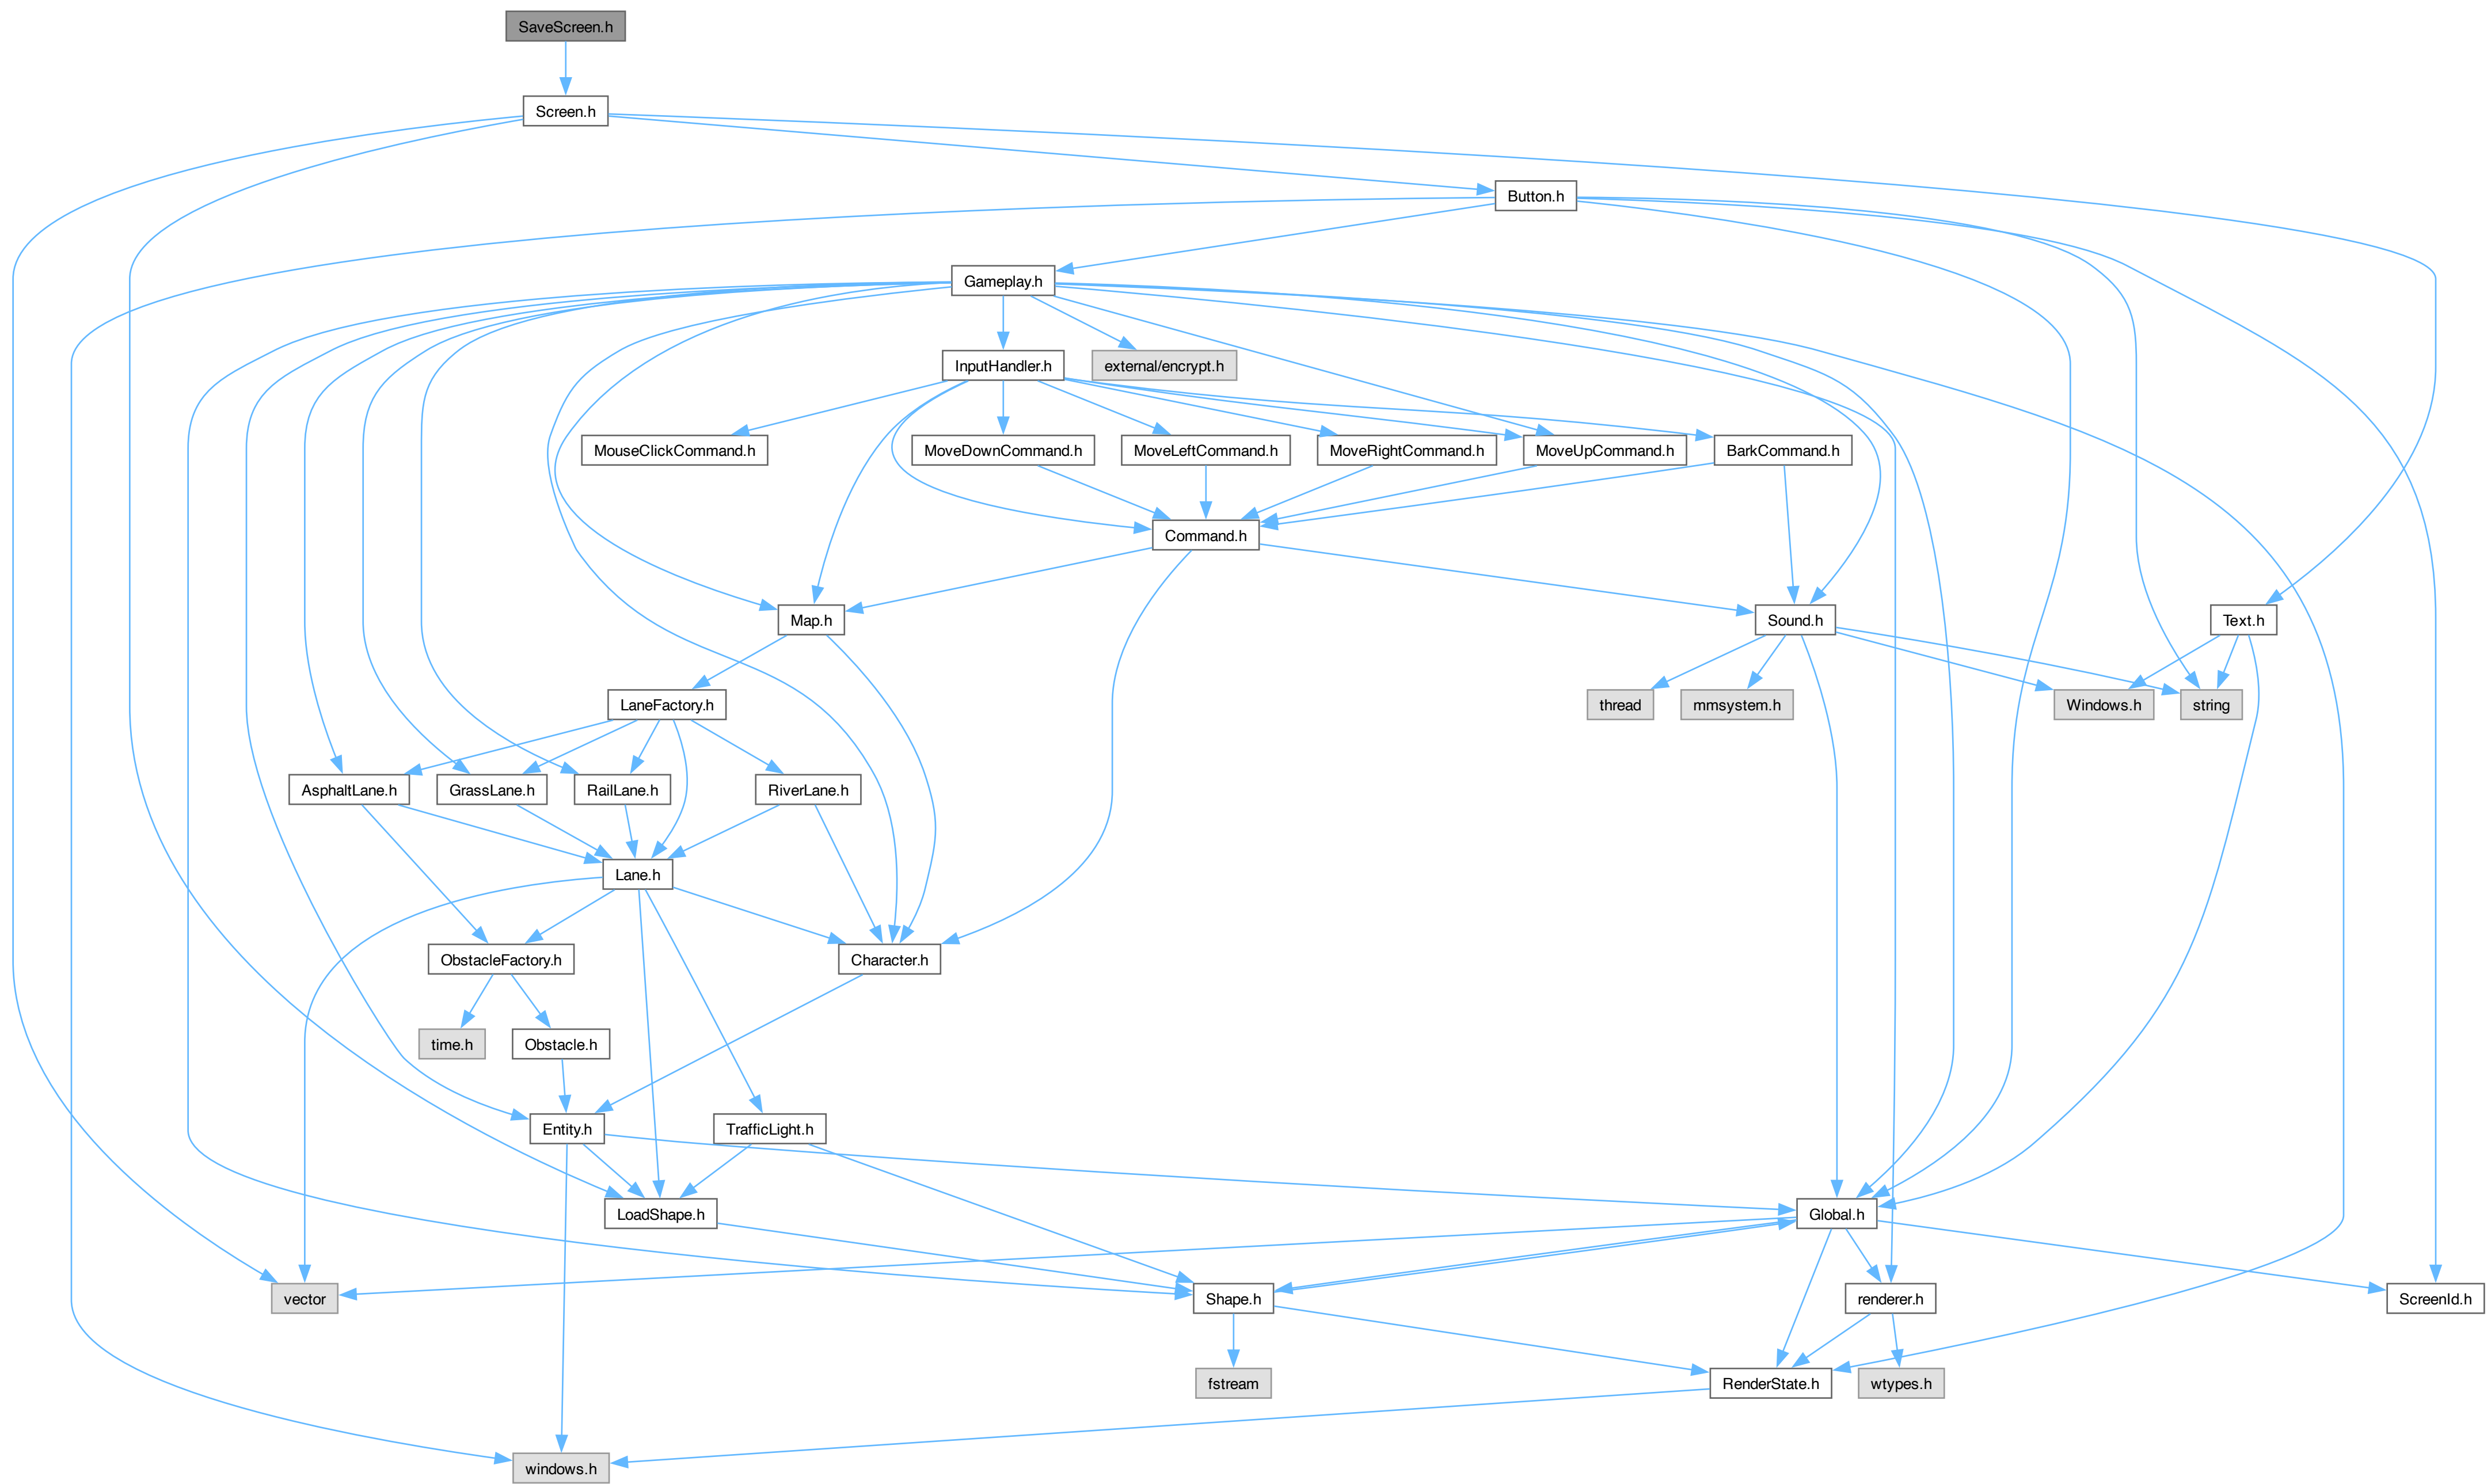 SaveScreen.h
Screen.h
Button.h
Gameplay.h
InputHandler.h
external/encrypt.h
MouseClickCommand.h
MoveDownCommand.h
MoveLeftCommand.h
MoveRightCommand.h
MoveUpCommand.h
BarkCommand.h
Command.h
Map.h
Sound.h
Text.h
LaneFactory.h
thread
mmsystem.h
Windows.h
string
AsphaltLane.h
GrassLane.h
RailLane.h
RiverLane.h
Lane.h
ObstacleFactory.h
Character.h
time.h
Obstacle.h
Entity.h
TrafficLight.h
LoadShape.h
Global.h
vector
Shape.h
renderer.h
ScreenId.h
fstream
RenderState.h
wtypes.h
windows.h